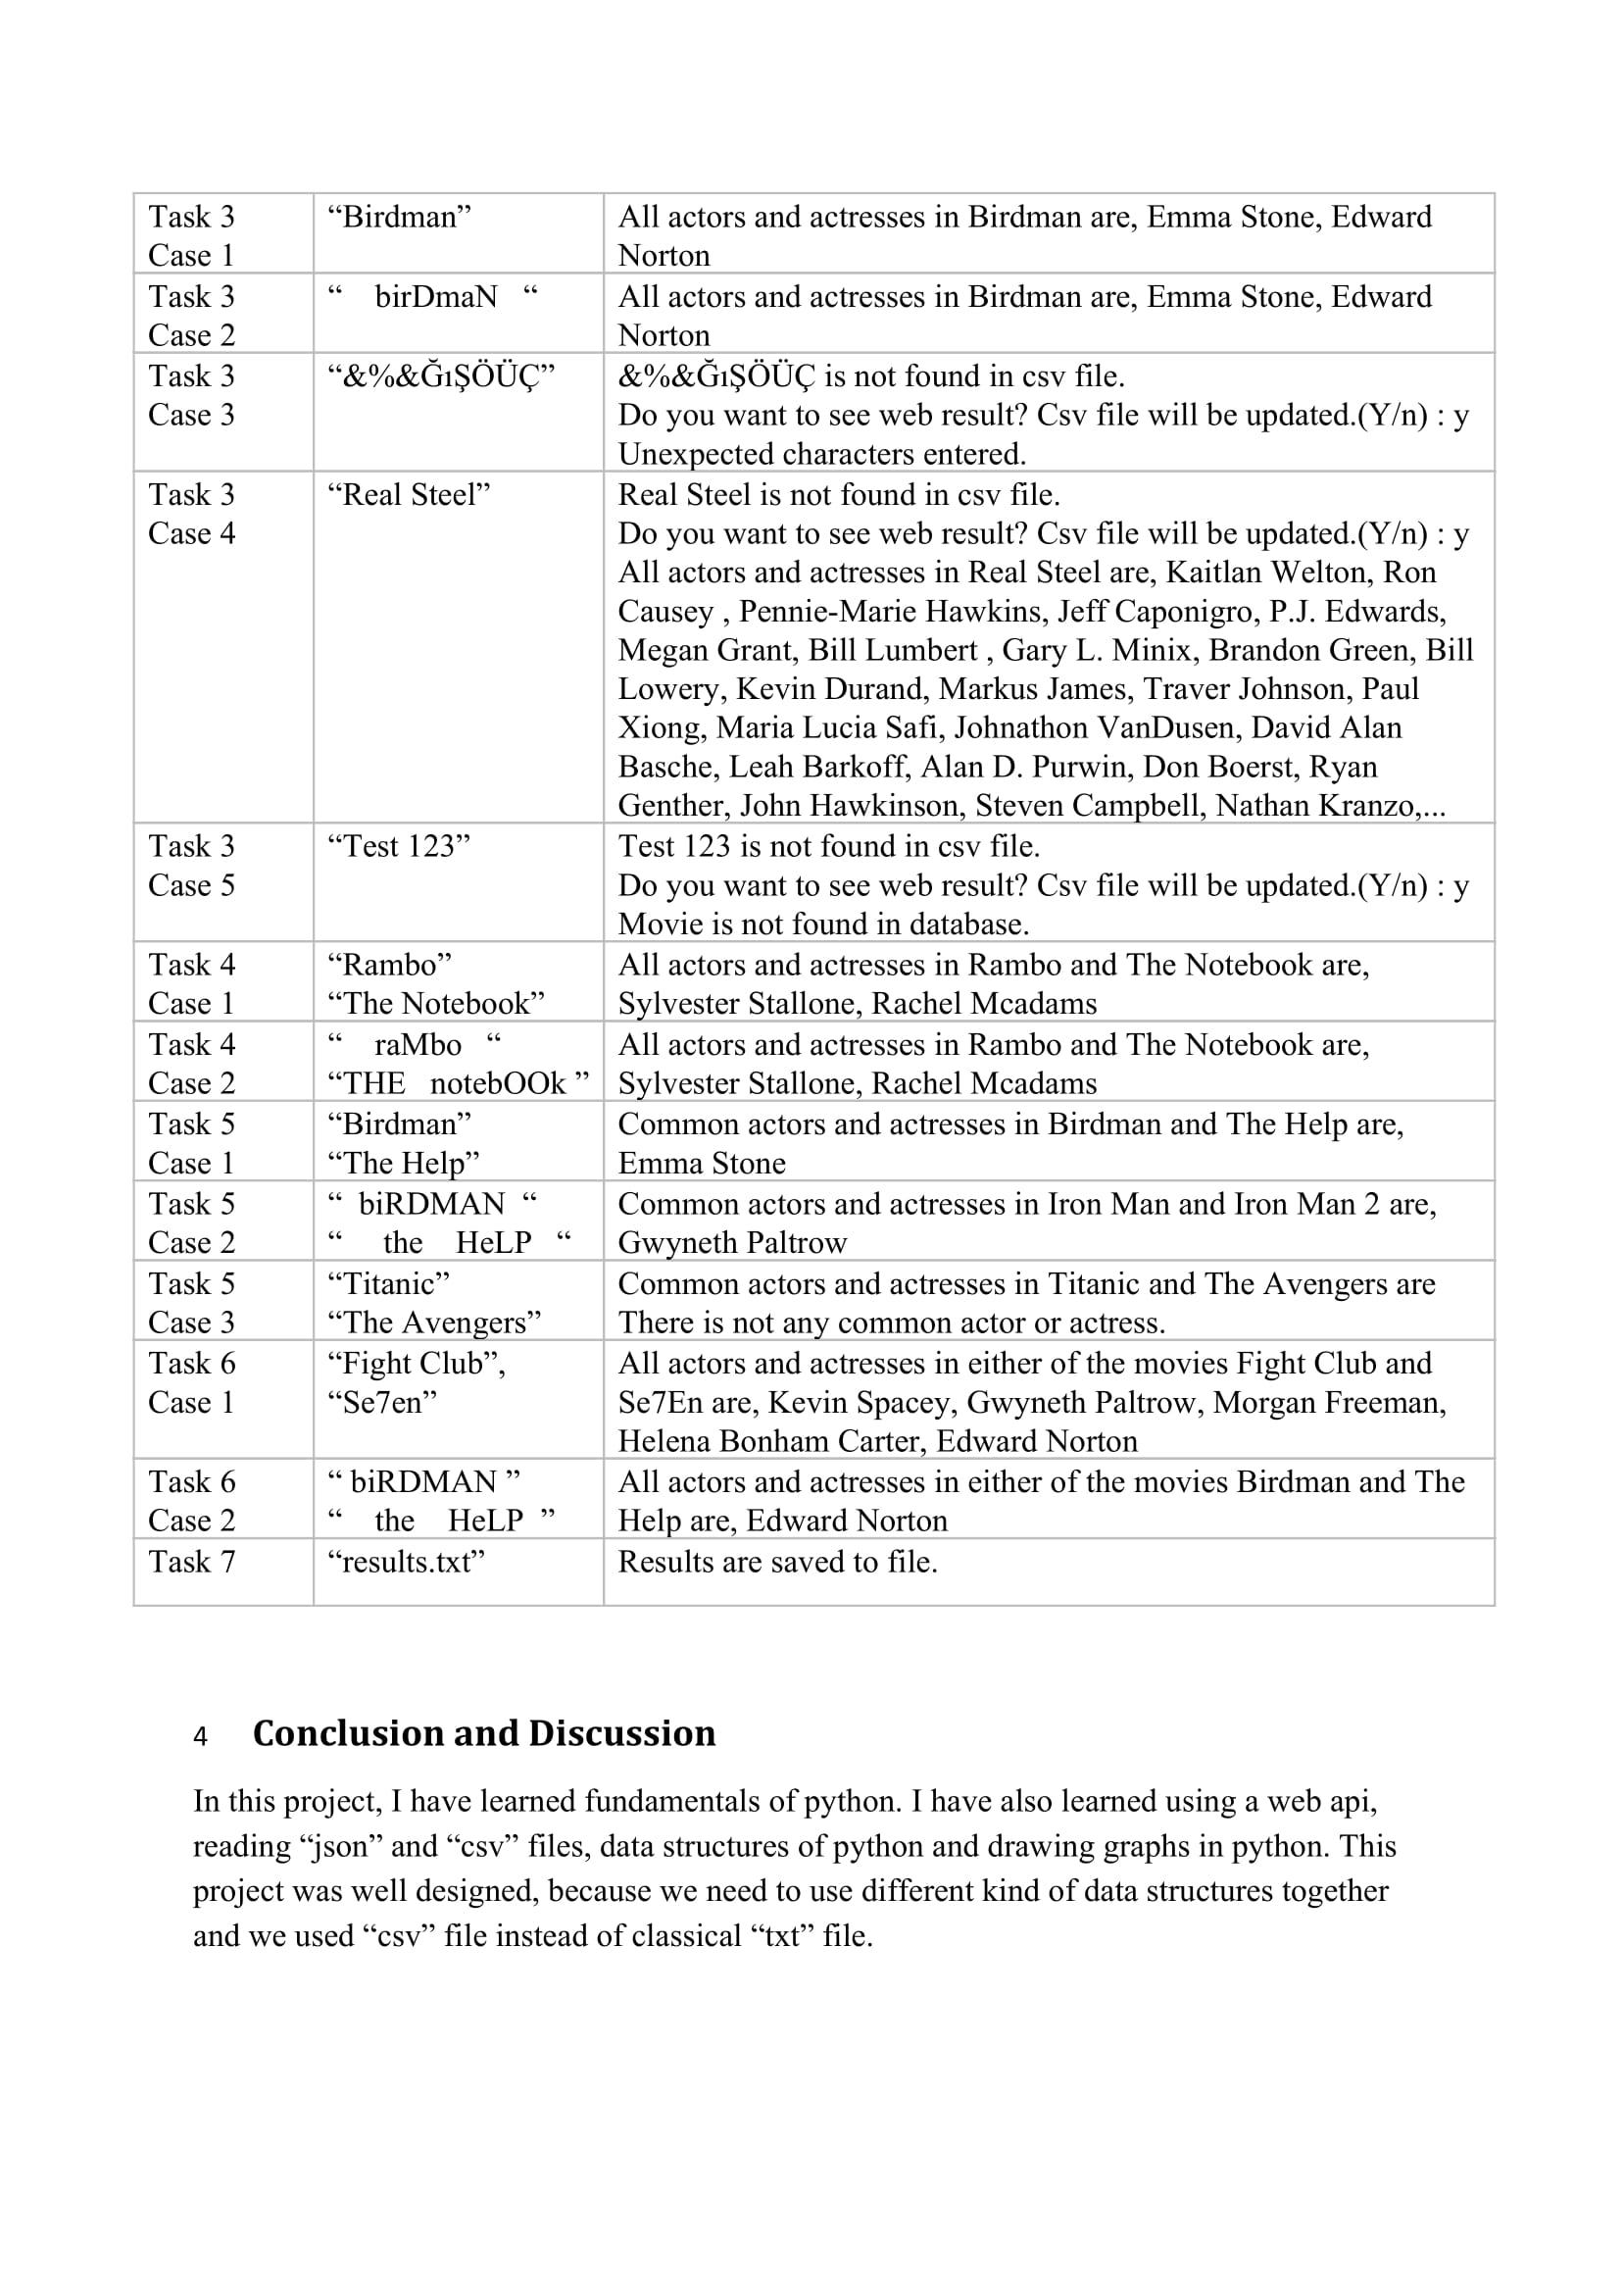 Task 3
Case 1
“Birdman”
All actors and actresses in Birdman are, Emma Stone, Edward
Norton
Task 3
Case 2
“ birDmaN “
All actors and actresses in Birdman are, Emma Stone, Edward
Norton
Task 3
Case 3
“&%&ĞıŞÖÜÇ”
&%&ĞıŞÖÜÇ is not found in csv file.
Do you want to see web result? Csv file will be updated.(Y/n) : y
Unexpected characters entered.
Task 3
Case 4
“Real Steel”
Real Steel is not found in csv file.
Do you want to see web result? Csv file will be updated.(Y/n) : y
All actors and actresses in Real Steel are, Kaitlan Welton, Ron
Causey , Pennie-Marie Hawkins, Jeff Caponigro, P.J. Edwards,
Megan Grant, Bill Lumbert , Gary L. Minix, Brandon Green, Bill
Lowery, Kevin Durand, Markus James, Traver Johnson, Paul
Xiong, Maria Lucia Safi, Johnathon VanDusen, David Alan
Basche, Leah Barkoff, Alan D. Purwin, Don Boerst, Ryan
Genther, John Hawkinson, Steven Campbell, Nathan Kranzo,...
Task 3
Case 5
“Test 123”
Test 123 is not found in csv file.
Do you want to see web result? Csv file will be updated.(Y/n) : y
Movie is not found in database.
Task 4
Case 1
“Rambo”
“The Notebook”
All actors and actresses in Rambo and The Notebook are,
Sylvester Stallone, Rachel Mcadams
Task 4
Case 2
“ raMbo “
“THE notebOOk ”
All actors and actresses in Rambo and The Notebook are,
Sylvester Stallone, Rachel Mcadams
Task 5
Case 1
“Birdman”
“The Help”
Common actors and actresses in Birdman and The Help are,
Emma Stone
Task 5
Case 2
“ biRDMAN “
“ the HeLP “
Common actors and actresses in Iron Man and Iron Man 2 are,
Gwyneth Paltrow
Task 5
Case 3
“Titanic”
“The Avengers”
Common actors and actresses in Titanic and The Avengers are
There is not any common actor or actress.
Task 6
Case 1
“Fight Club”,
“Se7en”
All actors and actresses in either of the movies Fight Club and
Se7En are, Kevin Spacey, Gwyneth Paltrow, Morgan Freeman,
Helena Bonham Carter, Edward Norton
Task 6
Case 2
“ biRDMAN ”
“ the HeLP ”
All actors and actresses in either of the movies Birdman and The
Help are, Edward Norton
Task 7
“results.txt”
Results are saved to file.
4 Conclusion and Discussion
In this project, I have learned fundamentals of python. I have also learned using a web api,
reading “json” and “csv” files, data structures of python and drawing graphs in python. This
project was well designed, because we need to use different kind of data structures together
and we used “csv” file instead of classical “txt” file.